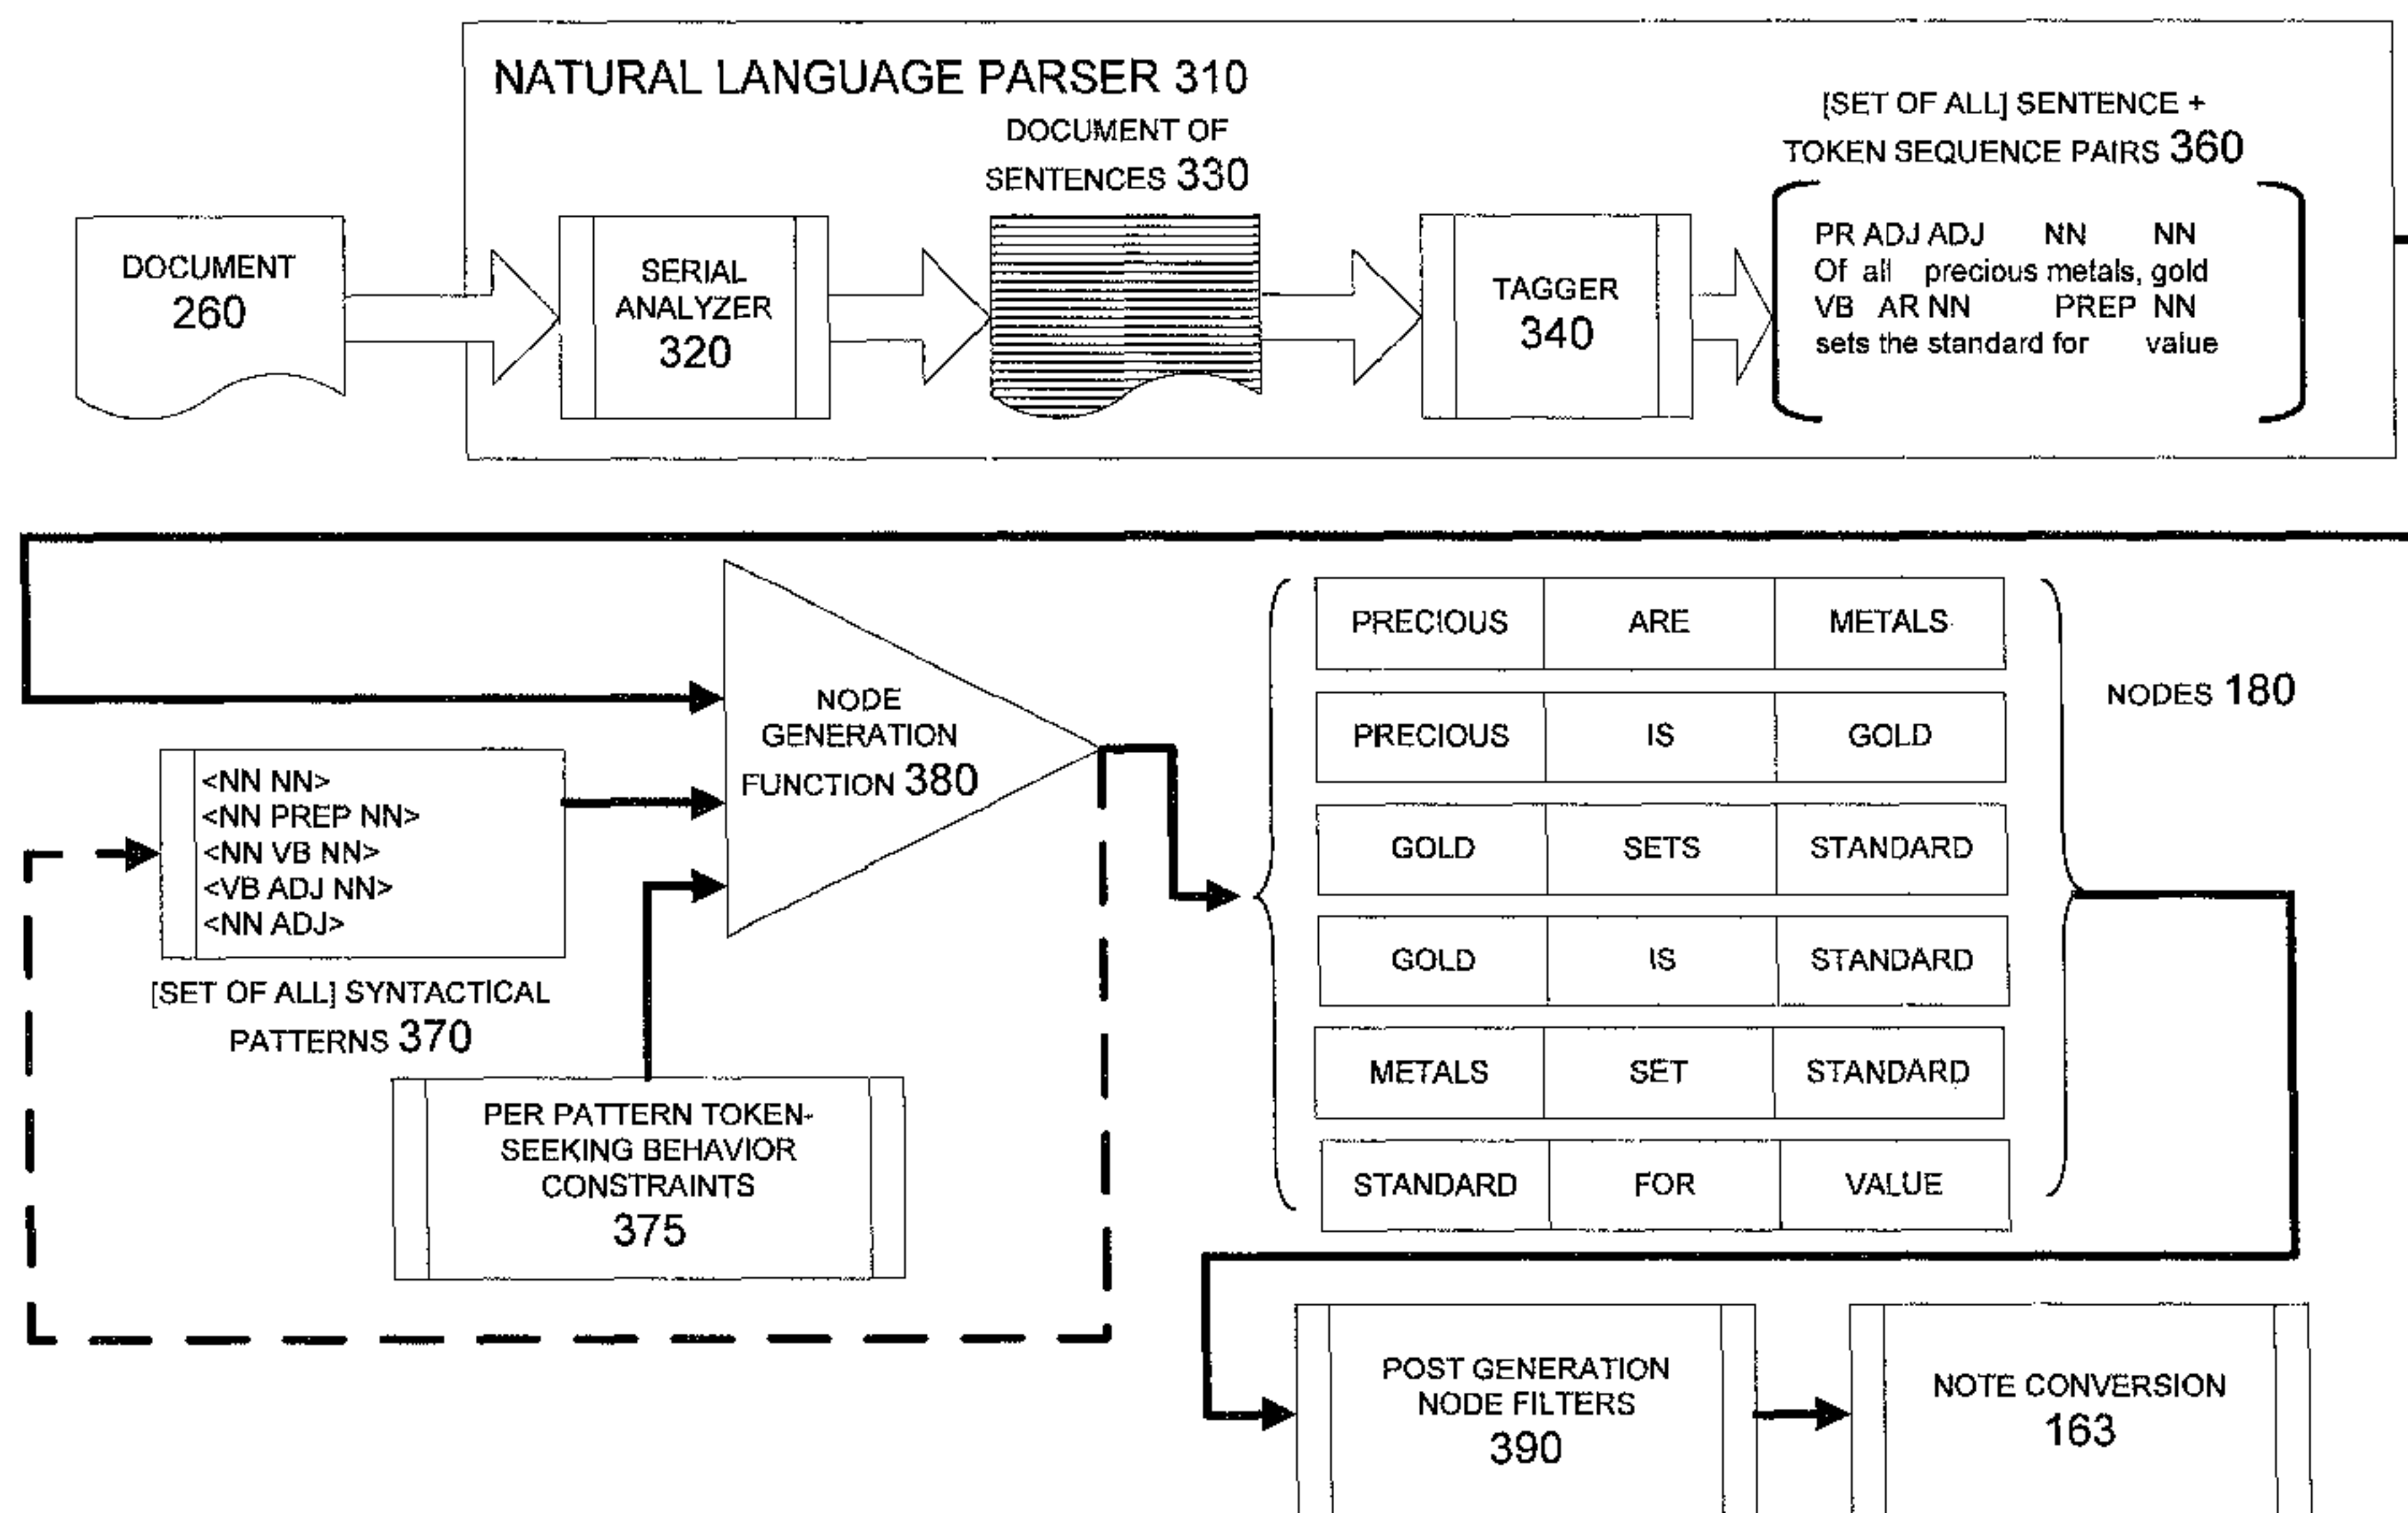 NATURAL LANGUAGE PARSER 310
DOCUMENT OF
SENTENCES 330
[SET OF ALL] SENTENCE +
TOKEN SEQUENCE PAIRS 360
DOCUMENT
260
SERIAL
ANALYZER
320
TAGGER
340
PR ADJ ADJ NN NN
Of all precious metals, gold
VB AR NN PREP NN
sets the standard for value
NODE
GENERATION
FUNCTION 380
<NN NN>
<NN PREP NN>
<NN VB NN>
<VB ADJ NN>
<NN ADJ>
[SET OF ALL] SYNTACTICAL
PATTERNS 370
PER PATTERN TOKEN-
SEEKING BEHAVIOR
CONSTRAINTS
375
PRECIOUS ARE METALS
PRECIOUS IS GOLD
GOLD SETS STANDARD
GOLD IS STANDARD
METALS SET STANDARD
STANDARD FOR VALUE
NODES 180
POST GENERATION
NODE FILTERS
390
NOTE CONVERSION
163